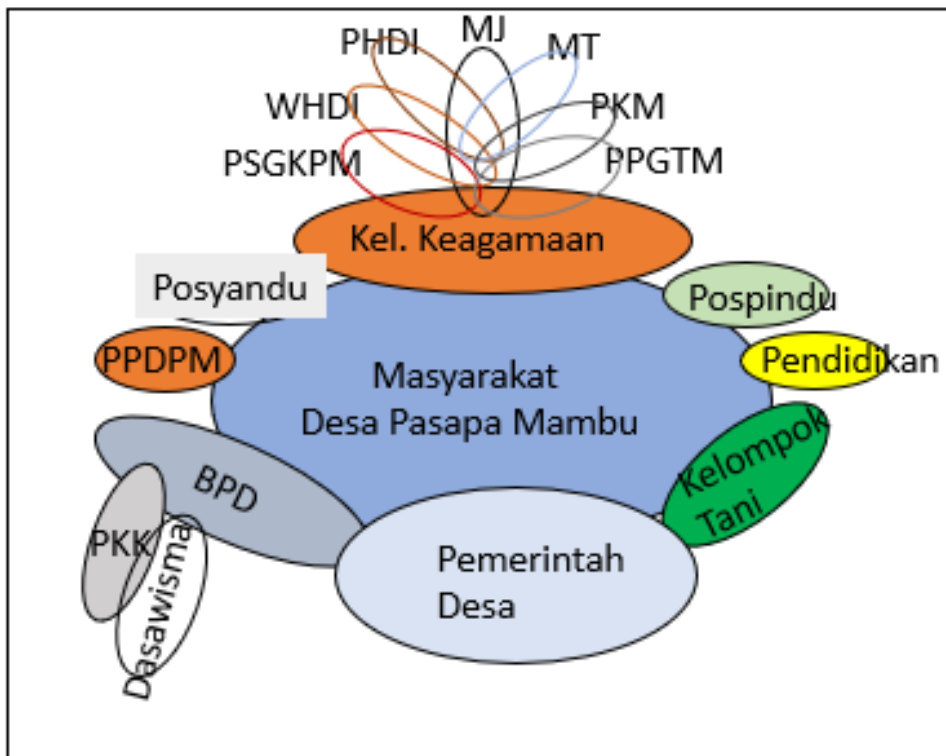 MJ
PHDI
MT
WHDI
PKM
PSGKPM
PPGTM
Kel. Keagamaan
Posyandu
Pospindu
PPDPM
Pendidikan
Masyarakat
Desa Pasapa Mambu
Kelompok
Tani
BPD
PKK
Dasawisma
Pemerintah
Desa